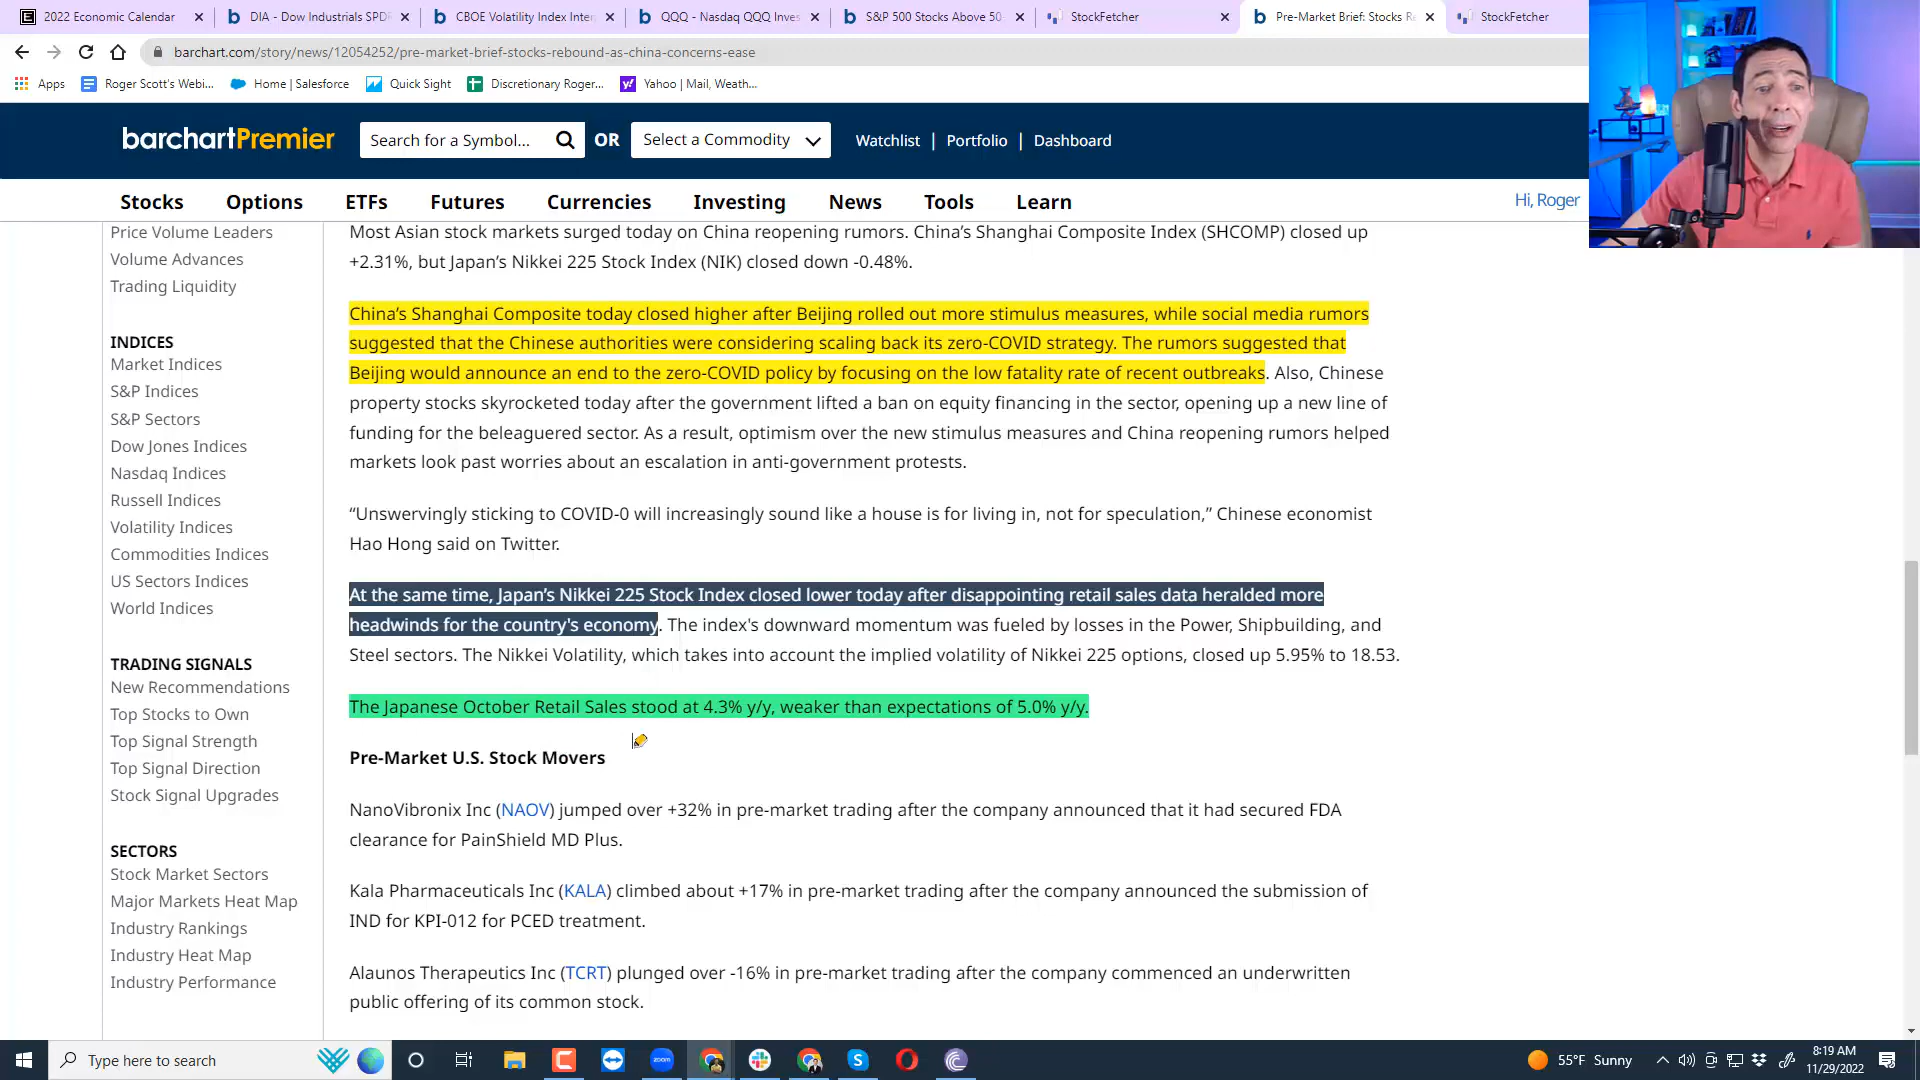 2022 Economic Calendar
DIA - Dow Industrials SPDR
CBOE Volatility Index Inte
QQQ - Nasdaq QQQ Inves
S&P 500 Stocks Above 50-
StockFetcher
Pre-Market Brief: Stocks Re
StockFetcher
barchart.com/story/news/12054252/pre-market-brief-stocks-rebound-as-china-concerns-ease
Apps
Roger Scott's Webi...
Home | Salesforce
Quick Sight
Discretionary Roger...
Yahoo | Mail, Weath...
barchartPremier
Search for a Symbol...
OR
Select a Commodity
Watchlist | Portfolio | Dashboard
Stocks Options ETFs Futures Currencies Investing News Tools Learn
Hi, Roger
Price Volume Leaders
Volume Advances
Trading Liquidity
INDICES
Market Indices
S&P Indices
S&P Sectors
Dow Jones Indices
Nasdaq Indices
Russell Indices
Volatility Indices
Commodities Indices
US Sectors Indices
World Indices
TRADING SIGNALS
New Recommendations
Top Stocks to Own
Top Signal Strength
Top Signal Direction
Stock Signal Upgrades
SECTORS
Stock Market Sectors
Major Markets Heat Map
Industry Rankings
Industry Heat Map
Industry Performance
Most Asian stock markets surged today on China reopening rumors. China’s Shanghai Composite Index (SHCOMP) closed up
+2.31%, but Japan’s Nikkei 225 Stock Index (NIK) closed down -0.48%.
China’s Shanghai Composite today closed higher after Beijing rolled out more stimulus measures, while social media rumors
suggested that the Chinese authorities were considering scaling back its zero-COVID strategy. The rumors suggested that
Beijing would announce an end to the zero-COVID policy by focusing on the low fatality rate of recent outbreaks. Also, Chinese
property stocks skyrocketed today after the government lifted a ban on equity financing in the sector, opening up a new line of
funding for the beleaguered sector. As a result, optimism over the new stimulus measures and China reopening rumors helped
markets look past worries about an escalation in anti-government protests.
“Unswervingly sticking to COVID-0 will increasingly sound like a house is for living in, not for speculation,” Chinese economist
Hao Hong said on Twitter.
At the same time, Japan’s Nikkei 225 Stock Index closed lower today after disappointing retail sales data heralded more
headwinds for the country's economy. The index's downward momentum was fueled by losses in the Power, Shipbuilding, and
Steel sectors. The Nikkei Volatility, which takes into account the implied volatility of Nikkei 225 options, closed up 5.95% to 18.53.
The Japanese October Retail Sales stood at 4.3% y/y, weaker than expectations of 5.0% y/y.
Pre-Market U.S. Stock Movers
NanoVibronix Inc (NAOV) jumped over +32% in pre-market trading after the company announced that it had secured FDA
clearance for PainShield MD Plus.
Kala Pharmaceuticals Inc (KALA) climbed about +17% in pre-market trading after the company announced the submission of
IND for KPI-012 for PCED treatment.
Alaunos Therapeutics Inc (TCRT) plunged over -16% in pre-market trading after the company commenced an underwritten
public offering of its common stock.
Type here to search
zoom
55°F Sunny
8:19 AM
11/29/2022